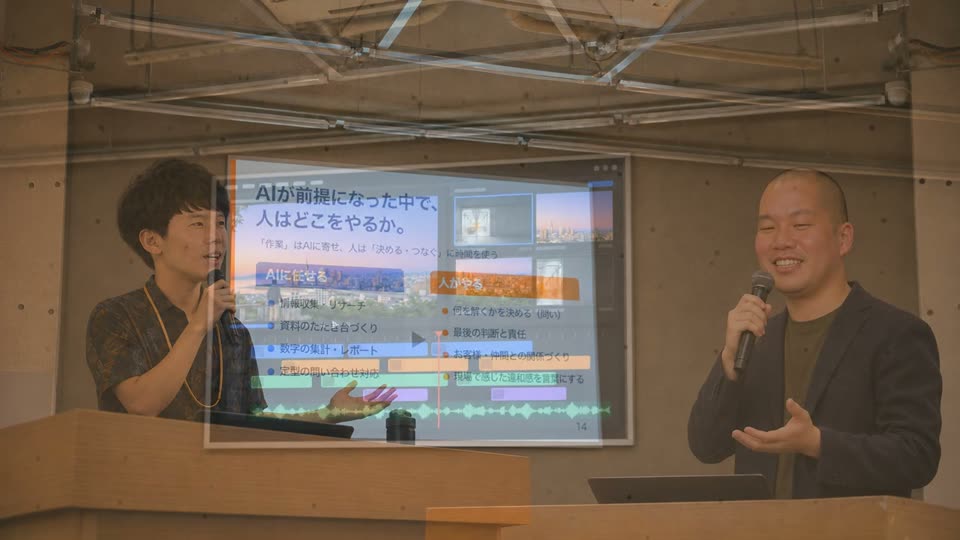 AIが前提になった中で、
人はどこをやるか。
「作業」はAIに寄せ、人は「決める・つなぐ」に時間を使う
AIに任せる
情報収集・リサーチ
資料のたたき台づくり
数字の集計・レポート
定型の問い合わせ対応
人がやる
何を解くかを決める（問い）
最後の判断と責任
お客様・仲間との関係づくり
現場で感じた違和感を言葉にする
14